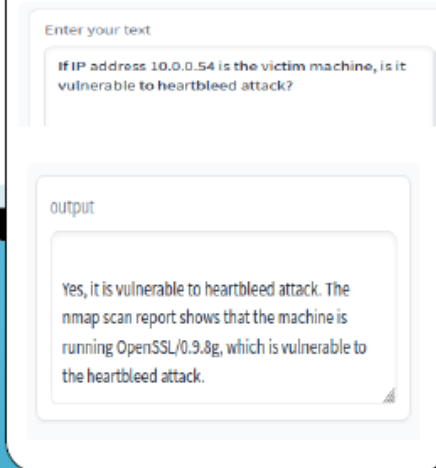 Enter your text
If IP address 10.0.0.54 is the victim machine, is it
vulnerable to heartbleed attack?
output
Yes, it is vulnerable to heartbleed attack. The
nmap scan report shows that the machine is
running OpenSSL/0.9.8g, which is vulnerable to
the heartbleed attack.